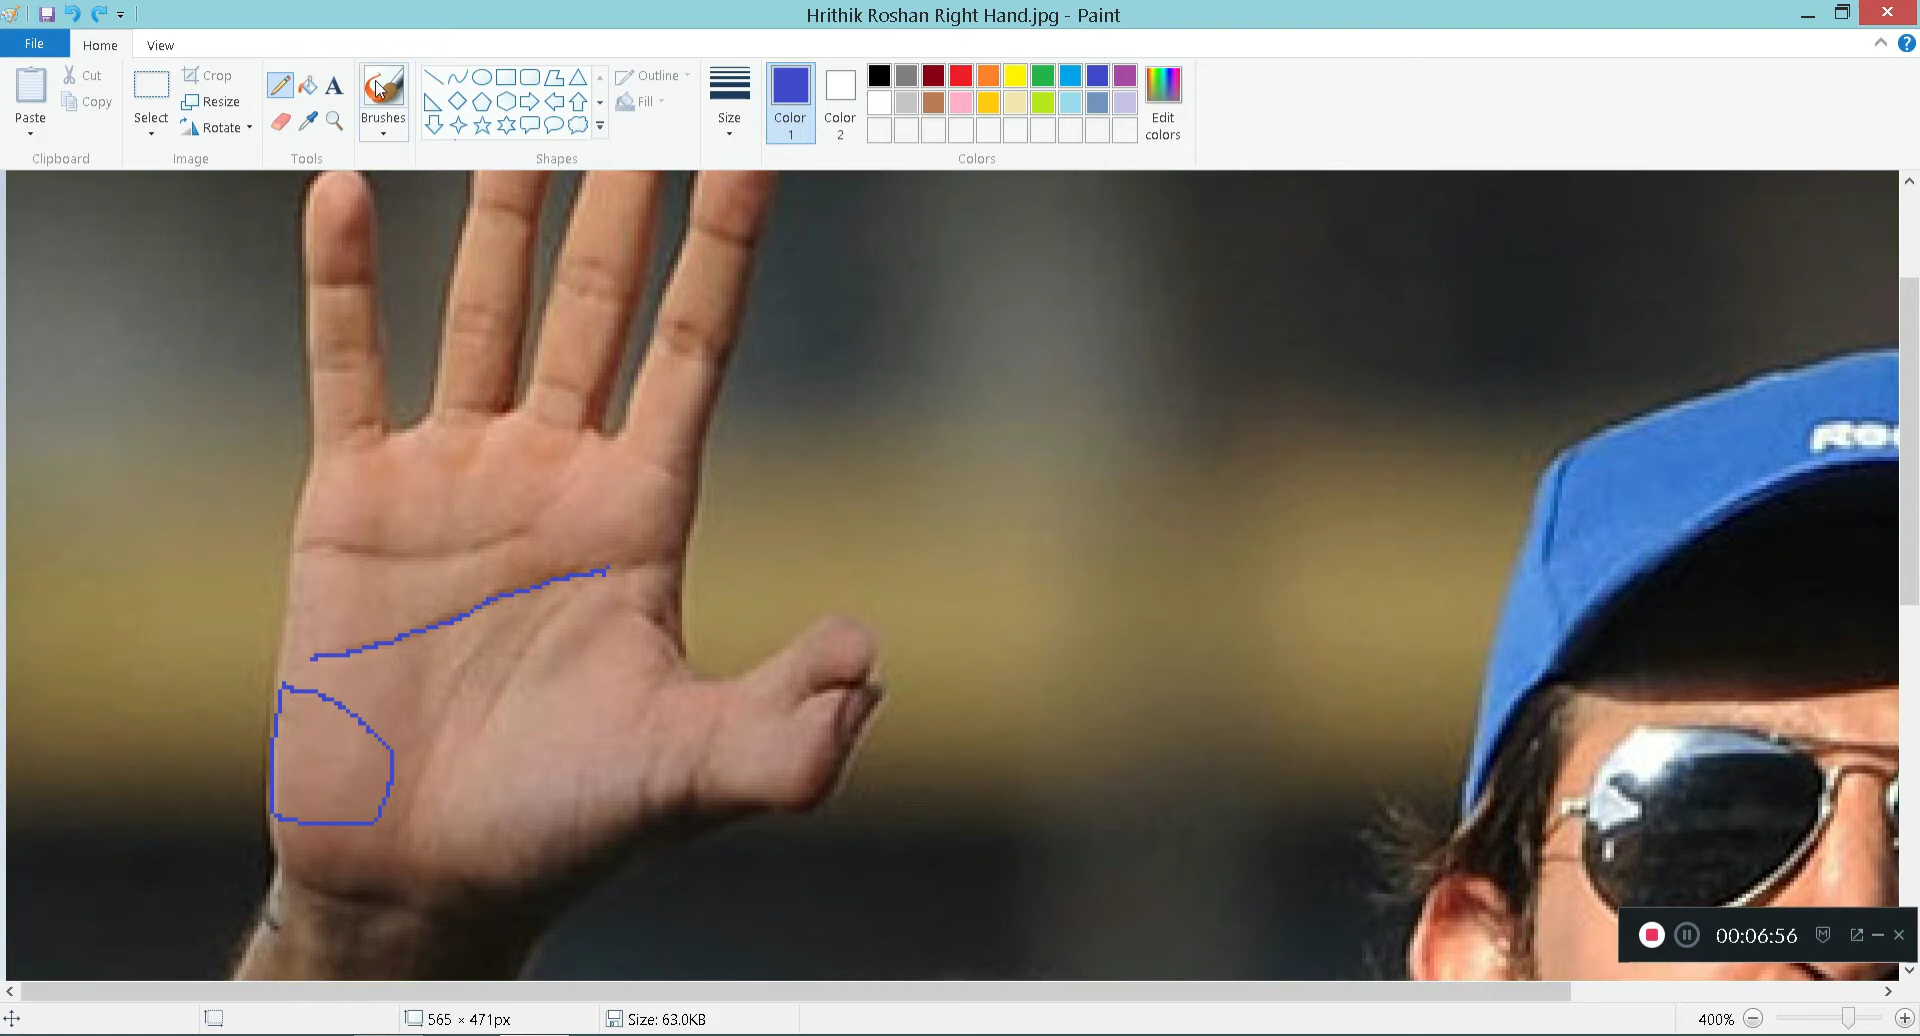 Hrithik Roshan Right Hand.jpg - Paint
File
Home
View
Paste
Cut
Copy
Clipboard
Select
Crop
Resize
Rotate
Image
A
Tools
Brushes
Outline
Fill
Shapes
Size
Color 1
Color 2
Edit colors
Colors
00:06:56
565 × 471px
Size: 63.0KB
400%